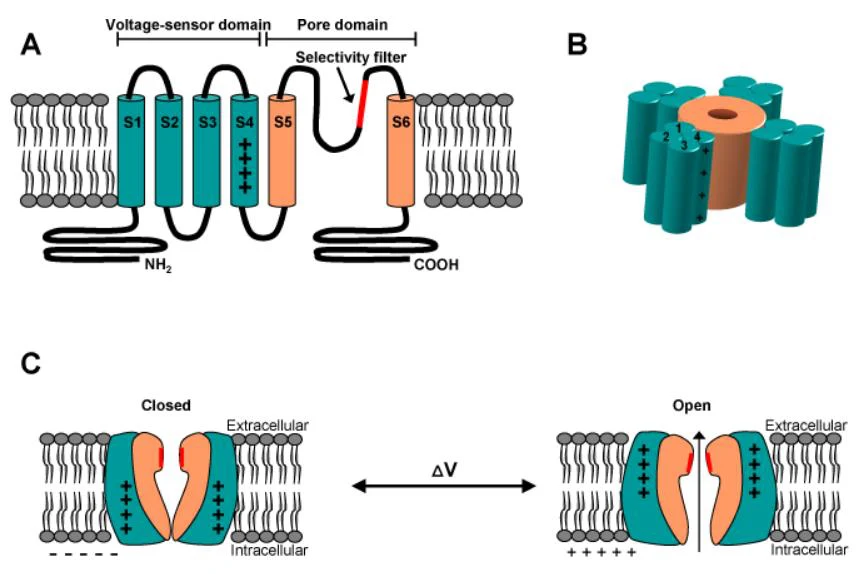 A
Voltage-sensor domain
Pore domain
Selectivity filter
S1
S2
S3
S4
S5
S6
+
+
+
+
NH2
COOH
B
1
2
3
4
+
+
+
+
C
Closed
Extracellular
+
+
+
+
+
+
+
+
Intracellular
- - - - -
ΔV
Open
Extracellular
+
+
+
+
+
+
+
+
Intracellular
+ + + + +